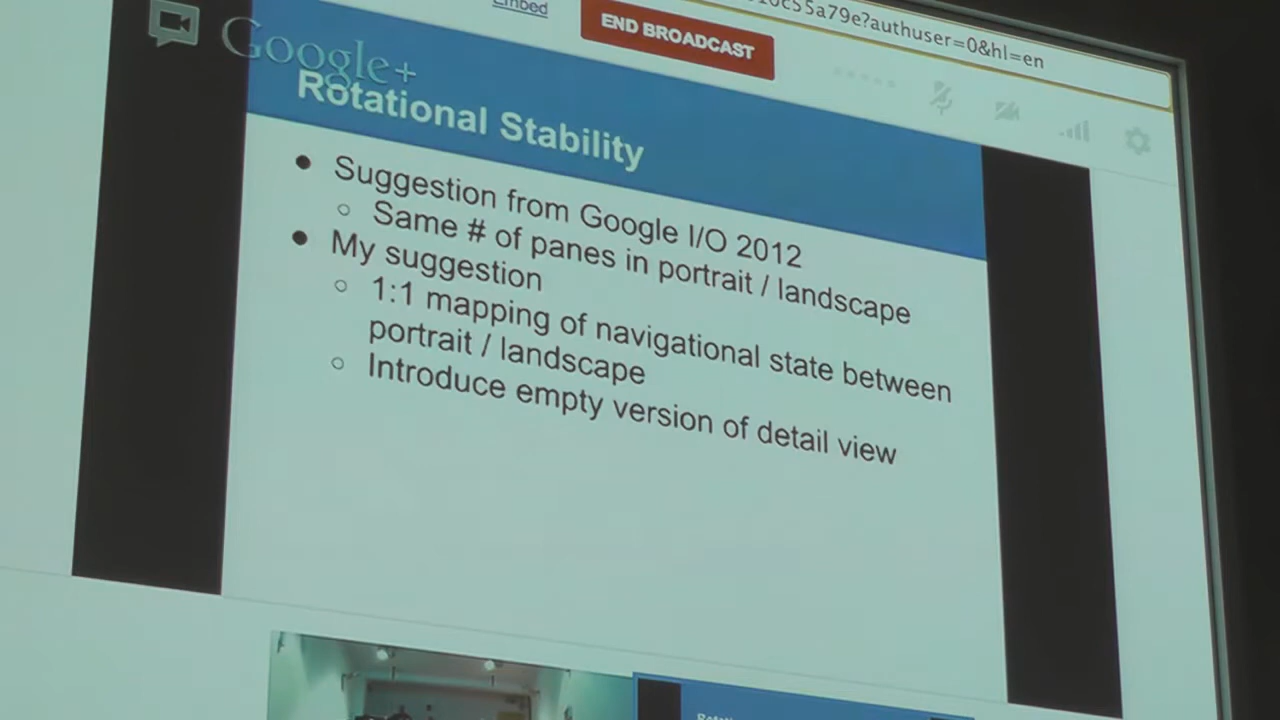 Embed
END BROADCAST
?authuser=0&hl=en
Google+
Rotational Stability
● Suggestion from Google I/O 2012
○ Same # of panes in portrait / landscape
● My suggestion
○ 1:1 mapping of navigational state between
portrait / landscape
○ Introduce empty version of detail view